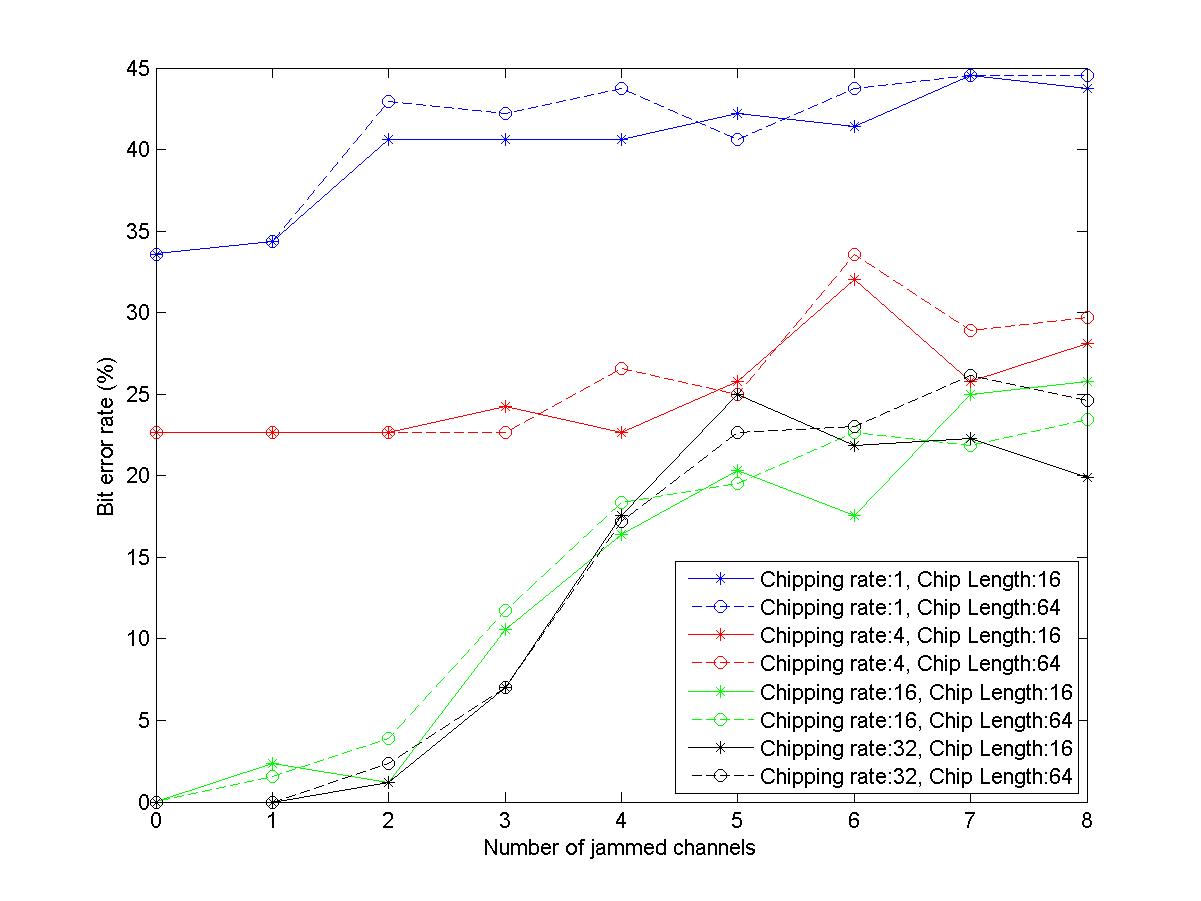 45
40
35
30
25
20
15
10
5
0
Bit error rate (%)
Chipping rate:1, Chip Length:16
Chipping rate:1, Chip Length:64
Chipping rate:4, Chip Length:16
Chipping rate:4, Chip Length:64
Chipping rate:16, Chip Length:16
Chipping rate:16, Chip Length:64
Chipping rate:32, Chip Length:16
Chipping rate:32, Chip Length:64
0 1 2 3 4 5 6 7 8
Number of jammed channels